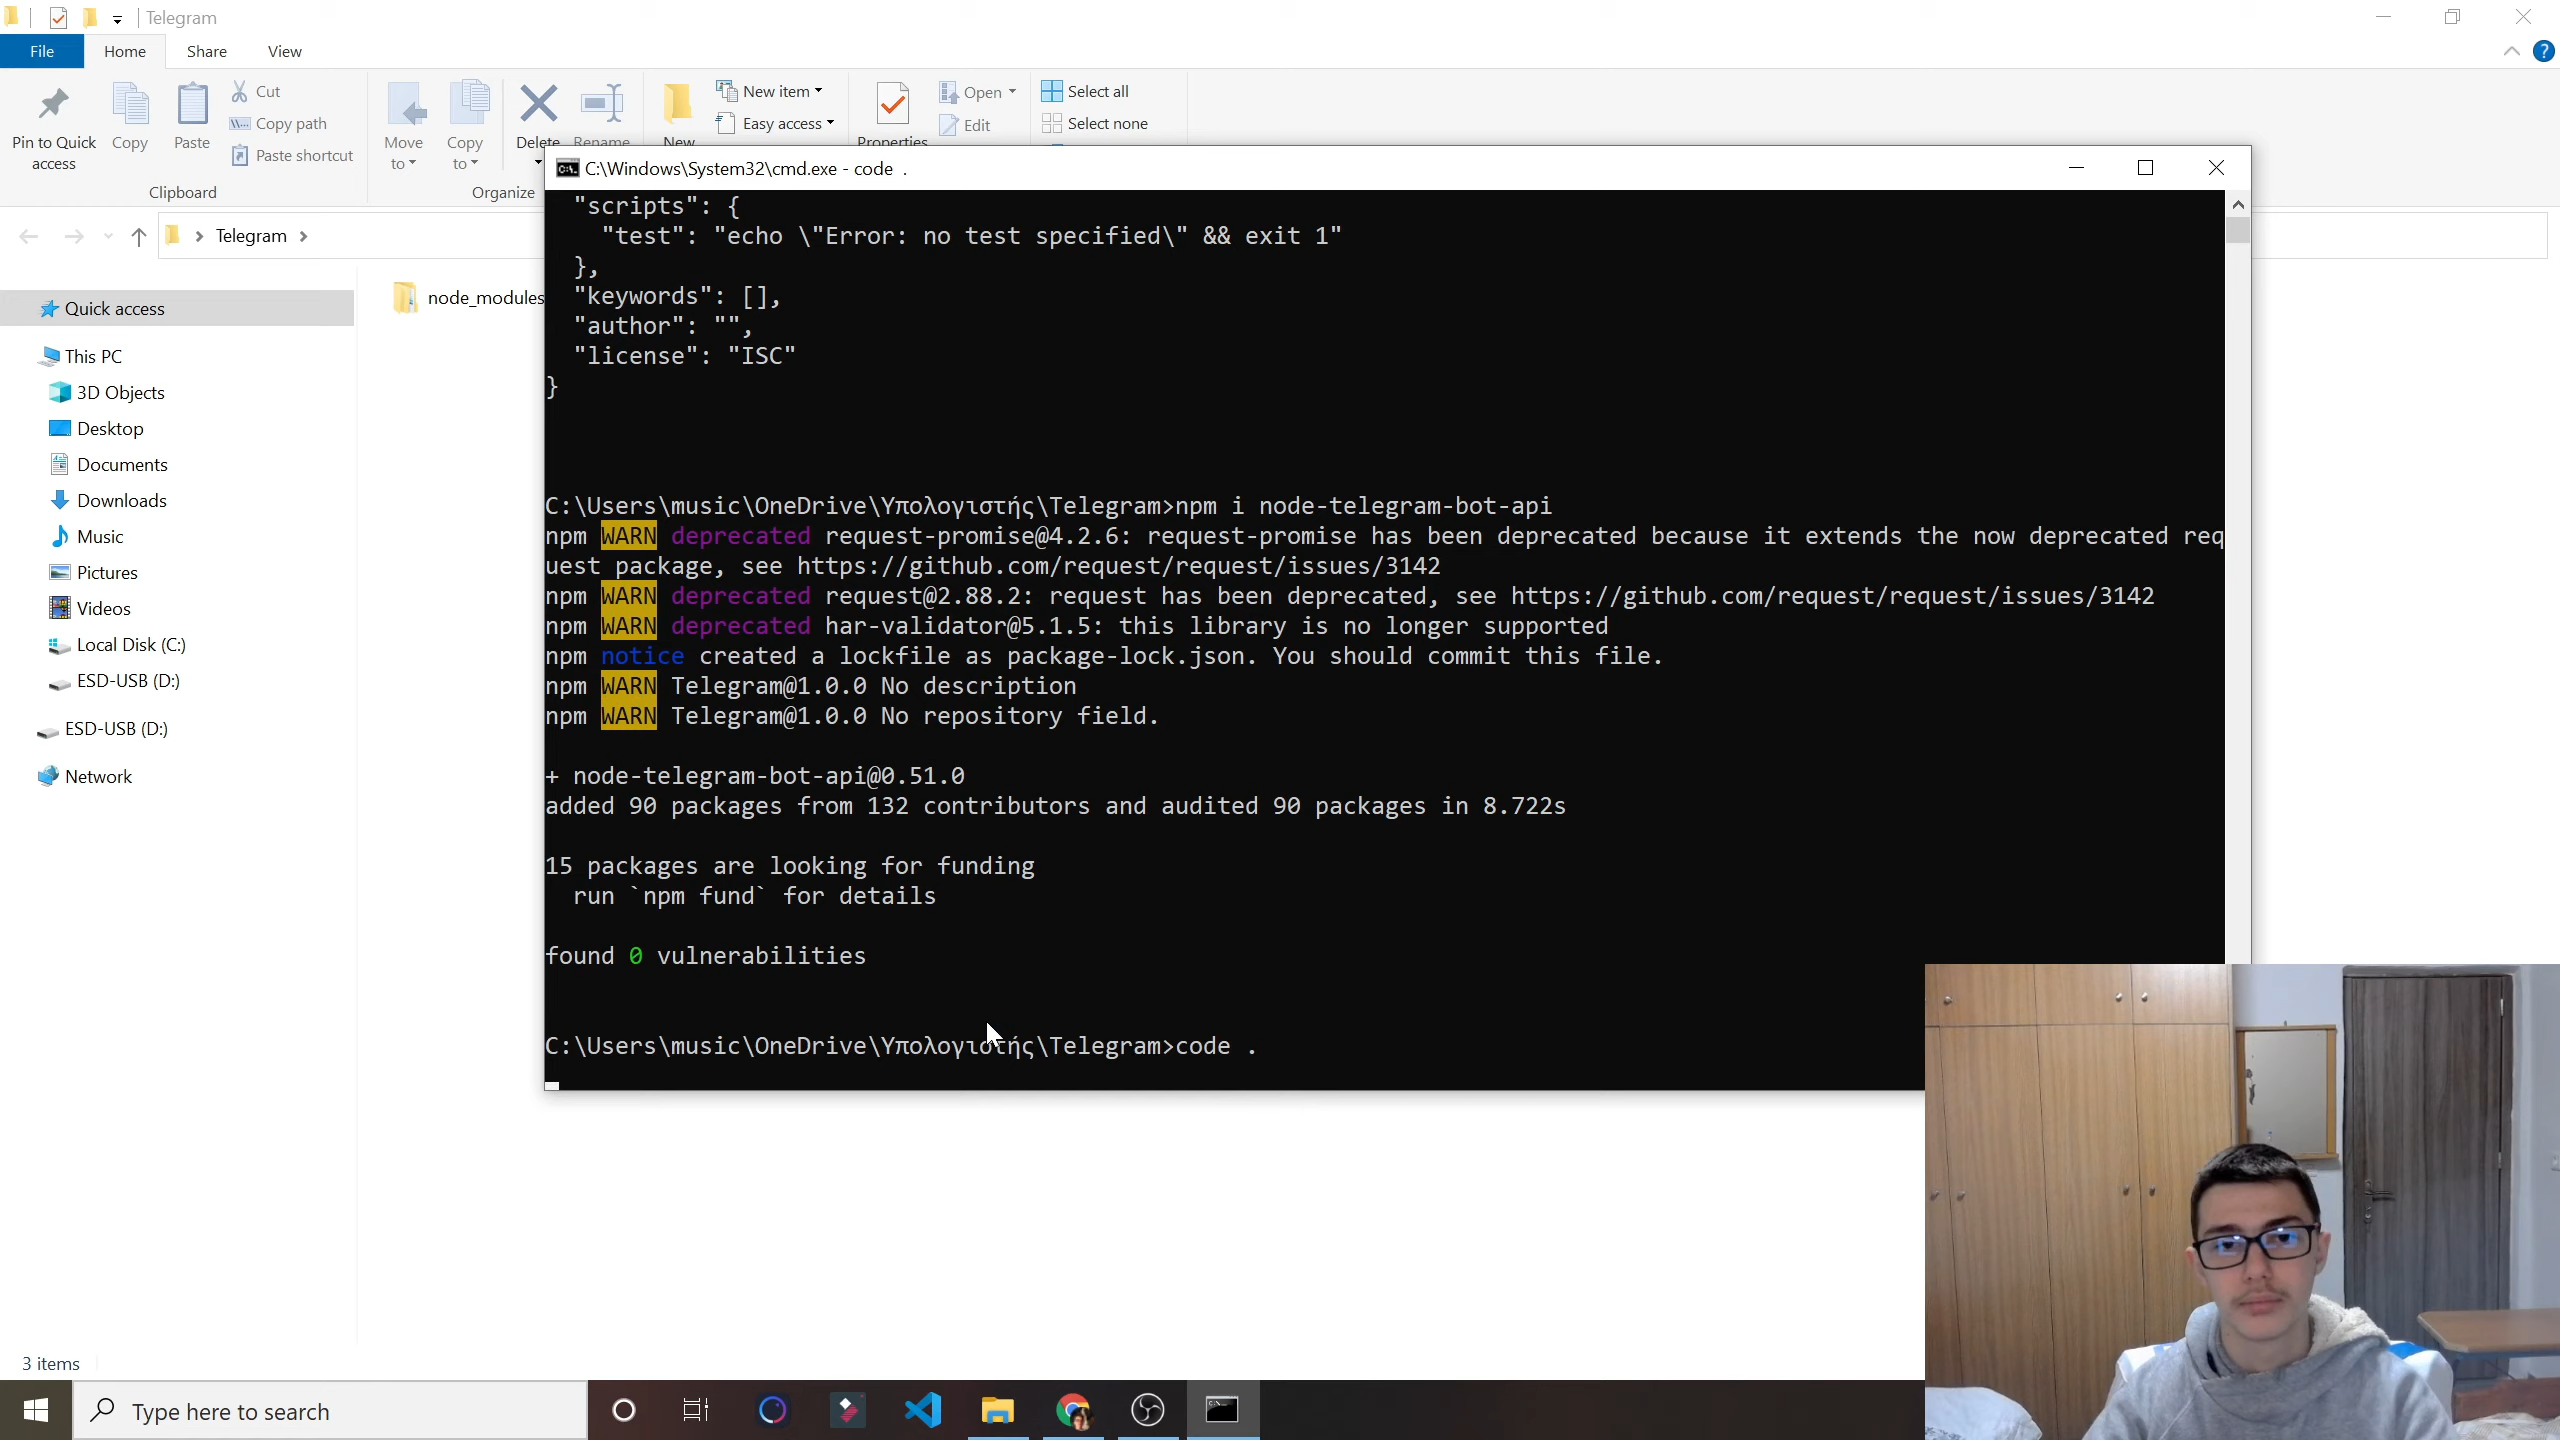 Telegram
File
Home
Share
View
Pin to Quick access
Copy
Paste
Cut
Copy path
Paste shortcut
Clipboard
Move to
Copy to
Delete
Rename
Organize
New
New item
Easy access
Properties
Open
Edit
Select all
Select none
Telegram
Quick access
This PC
3D Objects
Desktop
Documents
Downloads
Music
Pictures
Videos
Local Disk (C:)
ESD-USB (D:)
ESD-USB (D:)
Network
node_modules
3 items
C:\Windows\System32\cmd.exe - code .
"scripts": {
"test": "echo \"Error: no test specified\" && exit 1"
},
"keywords": [],
"author": "",
"license": "ISC"
}
C:\Users\music\OneDrive\Υπολογιστής\Telegram>npm i node-telegram-bot-api
npm WARN deprecated request-promise@4.2.6: request-promise has been deprecated because it extends the now deprecated req
uest package, see https://github.com/request/request/issues/3142
npm WARN deprecated request@2.88.2: request has been deprecated, see https://github.com/request/request/issues/3142
npm WARN deprecated har-validator@5.1.5: this library is no longer supported
npm notice created a lockfile as package-lock.json. You should commit this file.
npm WARN Telegram@1.0.0 No description
npm WARN Telegram@1.0.0 No repository field.
+ node-telegram-bot-api@0.51.0
added 90 packages from 132 contributors and audited 90 packages in 8.722s
15 packages are looking for funding
run `npm fund` for details
found 0 vulnerabilities
C:\Users\music\OneDrive\Υπολογιστής\Telegram>code .
Type here to search